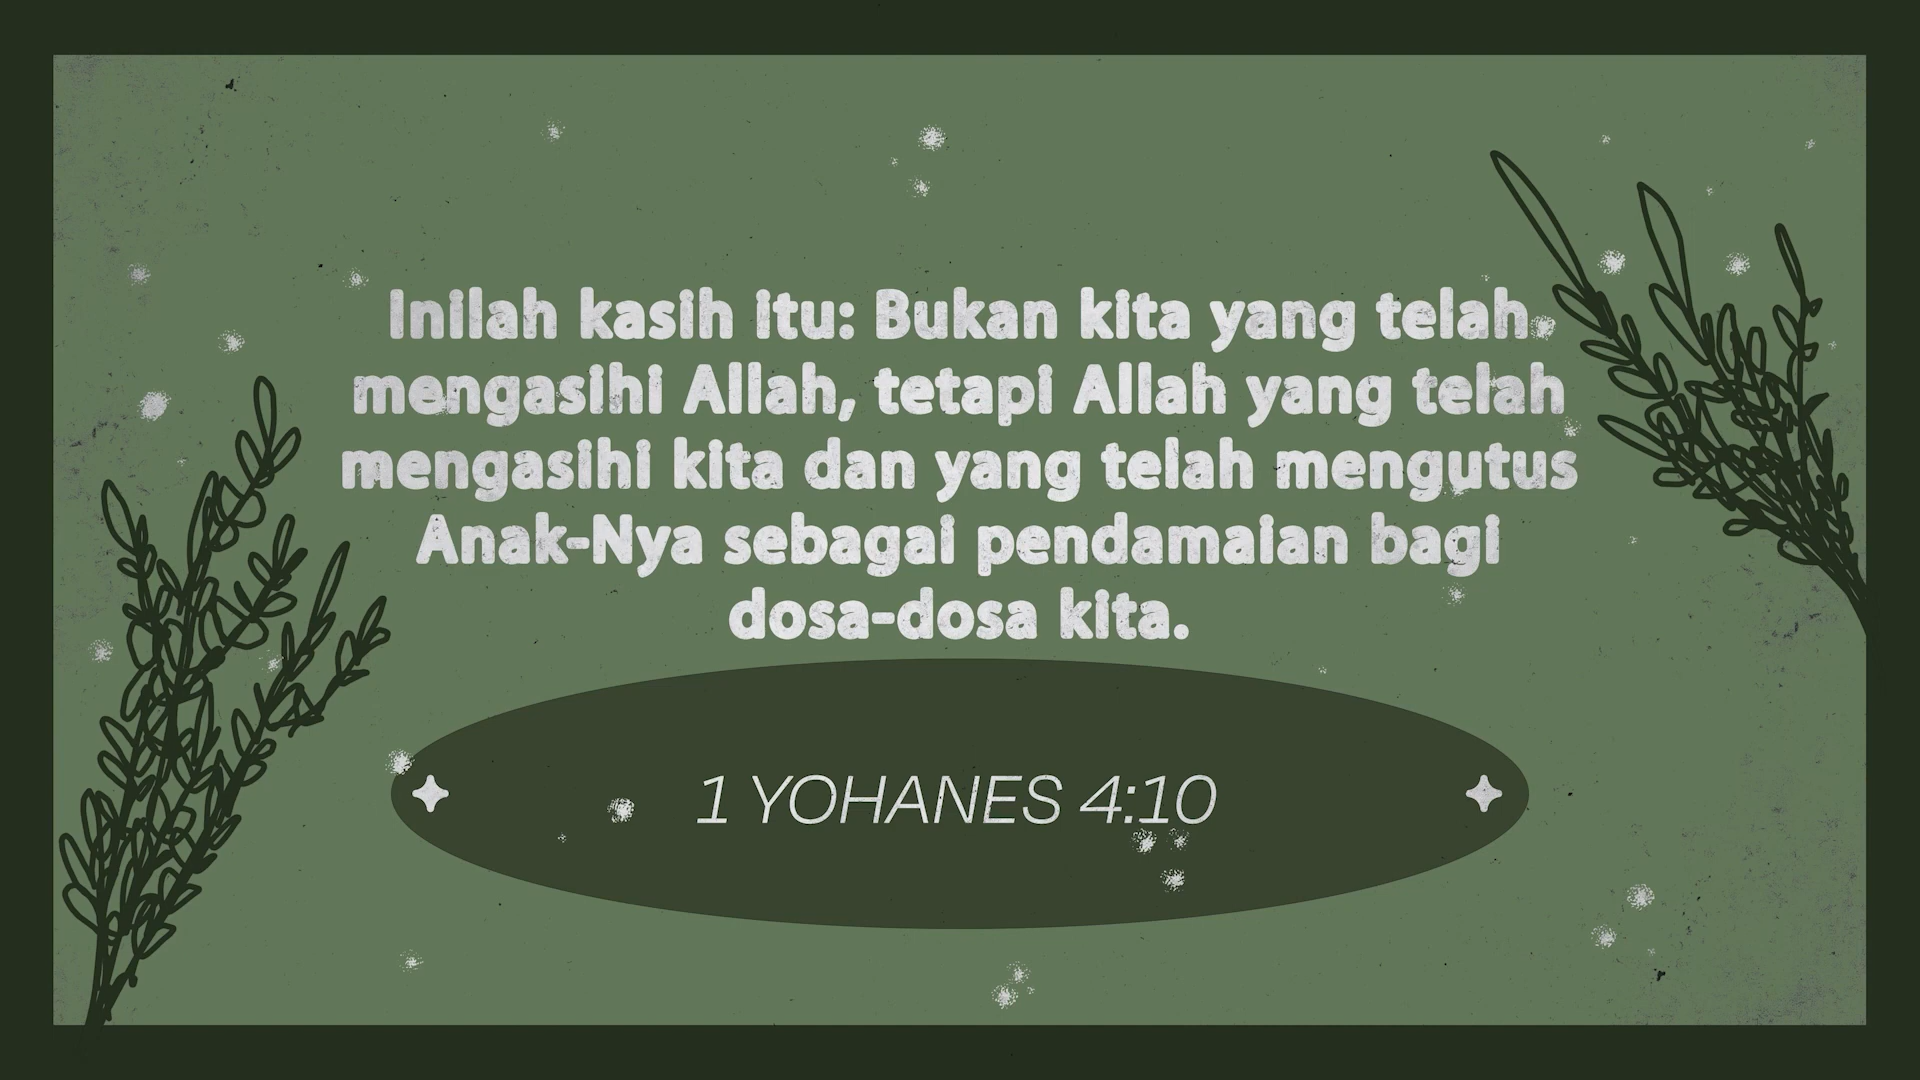 Inilah kasih itu: Bukan kita yang telah
mengasihi Allah, tetapi Allah yang telah
mengasihi kita dan yang telah mengutus
Anak-Nya sebagai pendamaian bagi
dosa-dosa kita.
1 YOHANES 4:10